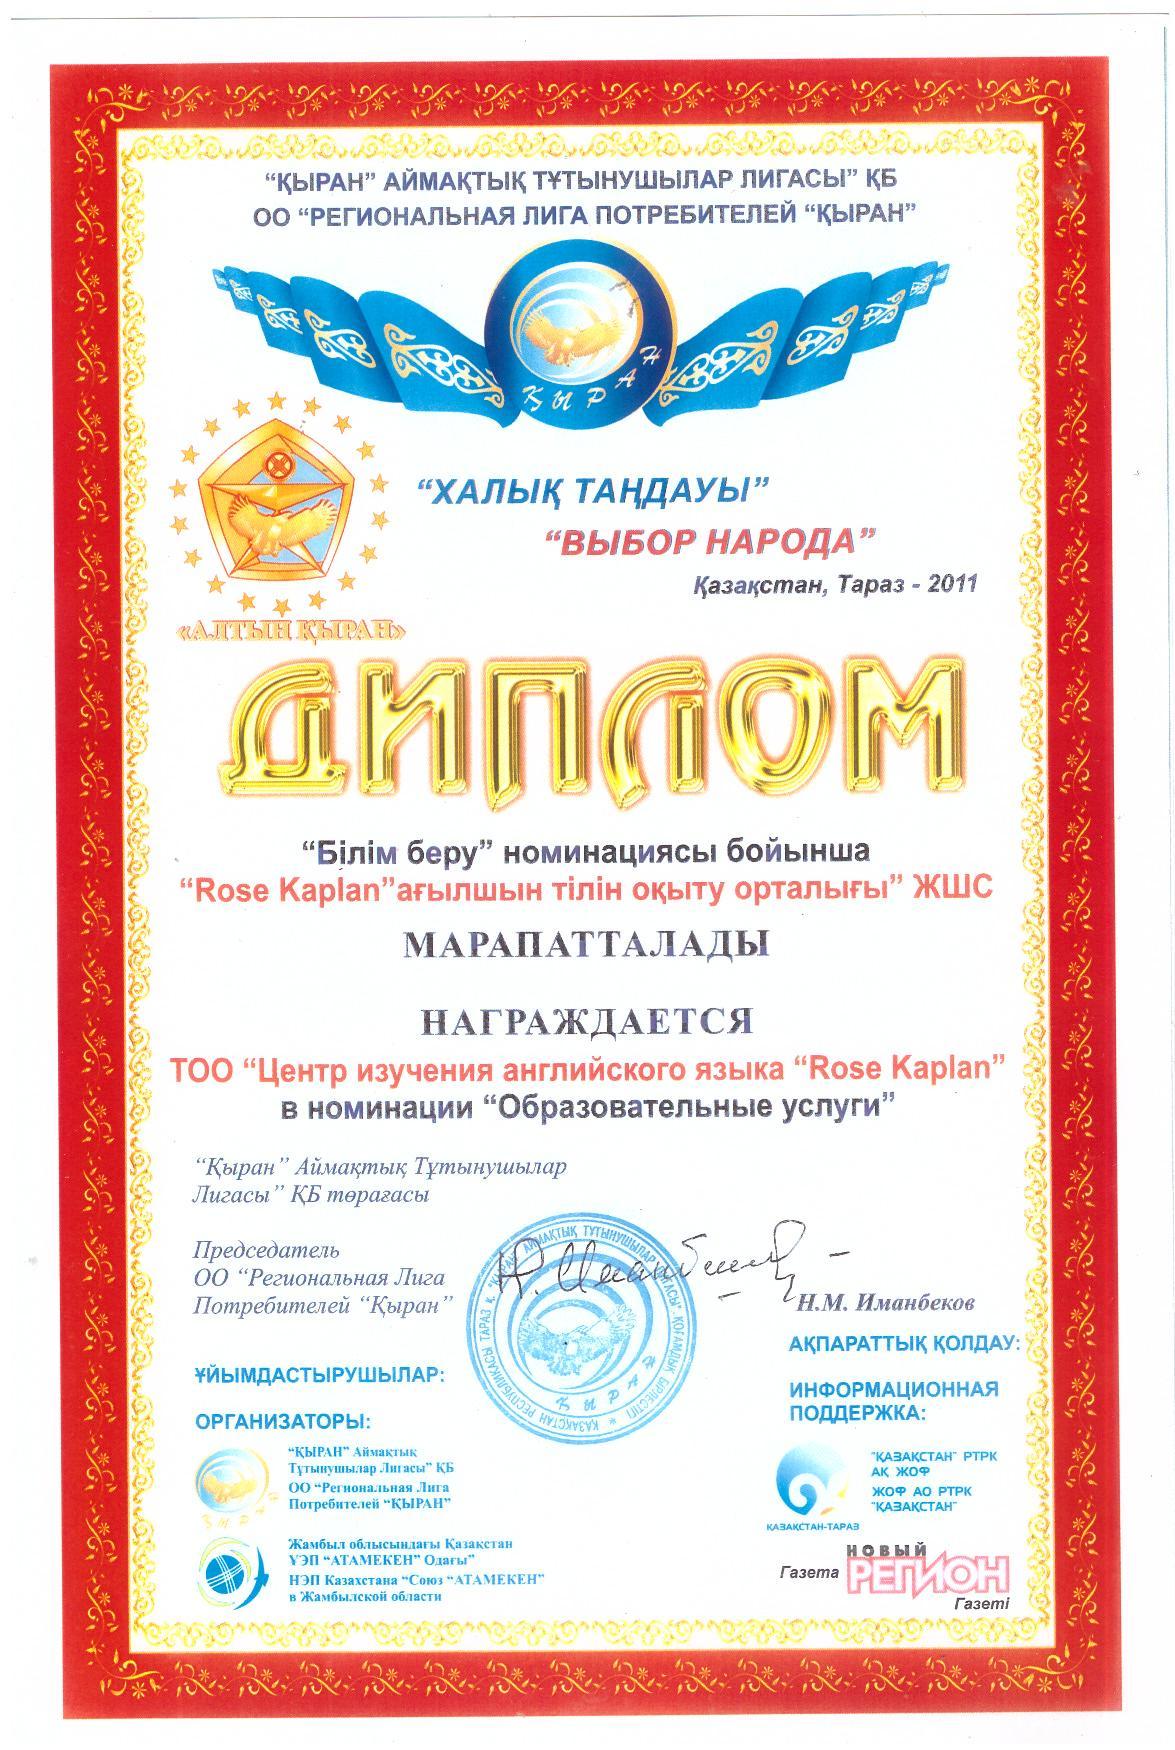 “ҚЫРАН” АЙМАҚТЫҚ ТҰТЫНУШЫЛАР ЛИГАСЫ” ҚБ
ОО “РЕГИОНАЛЬНАЯ ЛИГА ПОТРЕБИТЕЛЕЙ “ҚЫРАН”
ҚЫРАН
“ХАЛЫҚ ТАҢДАУЫ”
“ВЫБОР НАРОДА”
Қазақстан, Тараз - 2011
«АЛТЫН ҚЫРАН»
ДИПЛОМ
“Білім беру” номинациясы бойынша
“Rose Kaplan”ағылшын тілін оқыту орталығы” ЖШС
МАРАПАТТАЛАДЫ
НАГРАЖДАЕТСЯ
ТОО “Центр изучения английского языка “Rose Kaplan”
в номинации “Образовательные услуги”
“Қыран” Аймақтық Тұтынушылар
Лигасы” ҚБ төрағасы
Председатель
ОО “Региональная Лига
Потребителей “Қыран”
Н.М. Иманбеков
ҚЫРАН
ҰЙЫМДАСТЫРУШЫЛАР:
ОРГАНИЗАТОРЫ:
“ҚЫРАН” Аймақтық
Тұтынушылар Лигасы” ҚБ
ОО “Региональная Лига
Потребителей “ҚЫРАН”
ҚЫРАН
Жамбыл облысындағы Қазақстан
ҰЭП “АТАМЕКЕН” Одағы”
НЭП Казахстана “Союз “АТАМЕКЕН”
в Жамбылской области
АҚПАРАТТЫҚ ҚОЛДАУ:
ИНФОРМАЦИОННАЯ
ПОДДЕРЖКА:
"ҚАЗАҚСТАН" РТРК
АҚ ЖОФ
ЖОФ АО РТРК
"ҚАЗАҚСТАН"
ҚАЗАҚСТАН-ТАРАЗ
Газета НОВЫЙ
РЕГИОН
Газеті